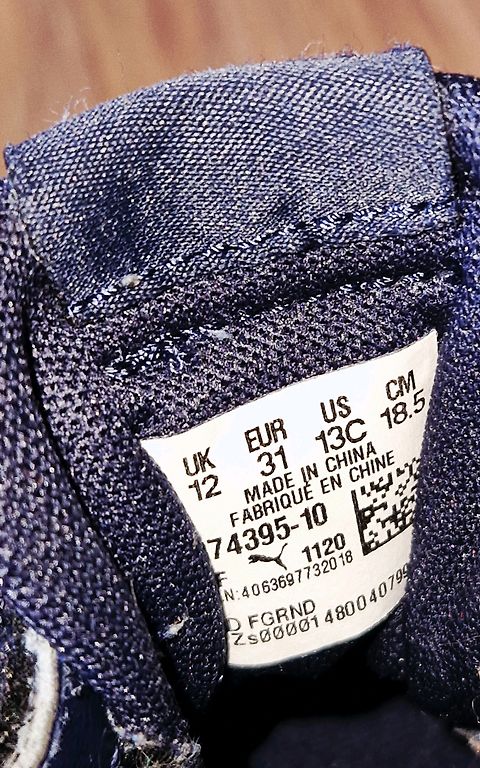 UK EUR US CM
12 31 13C 18.5
MADE IN CHINA
FABRIQUÉ EN CHINE
74395-10
1120
N:4063697732018
FGRND
Zs00001480040799